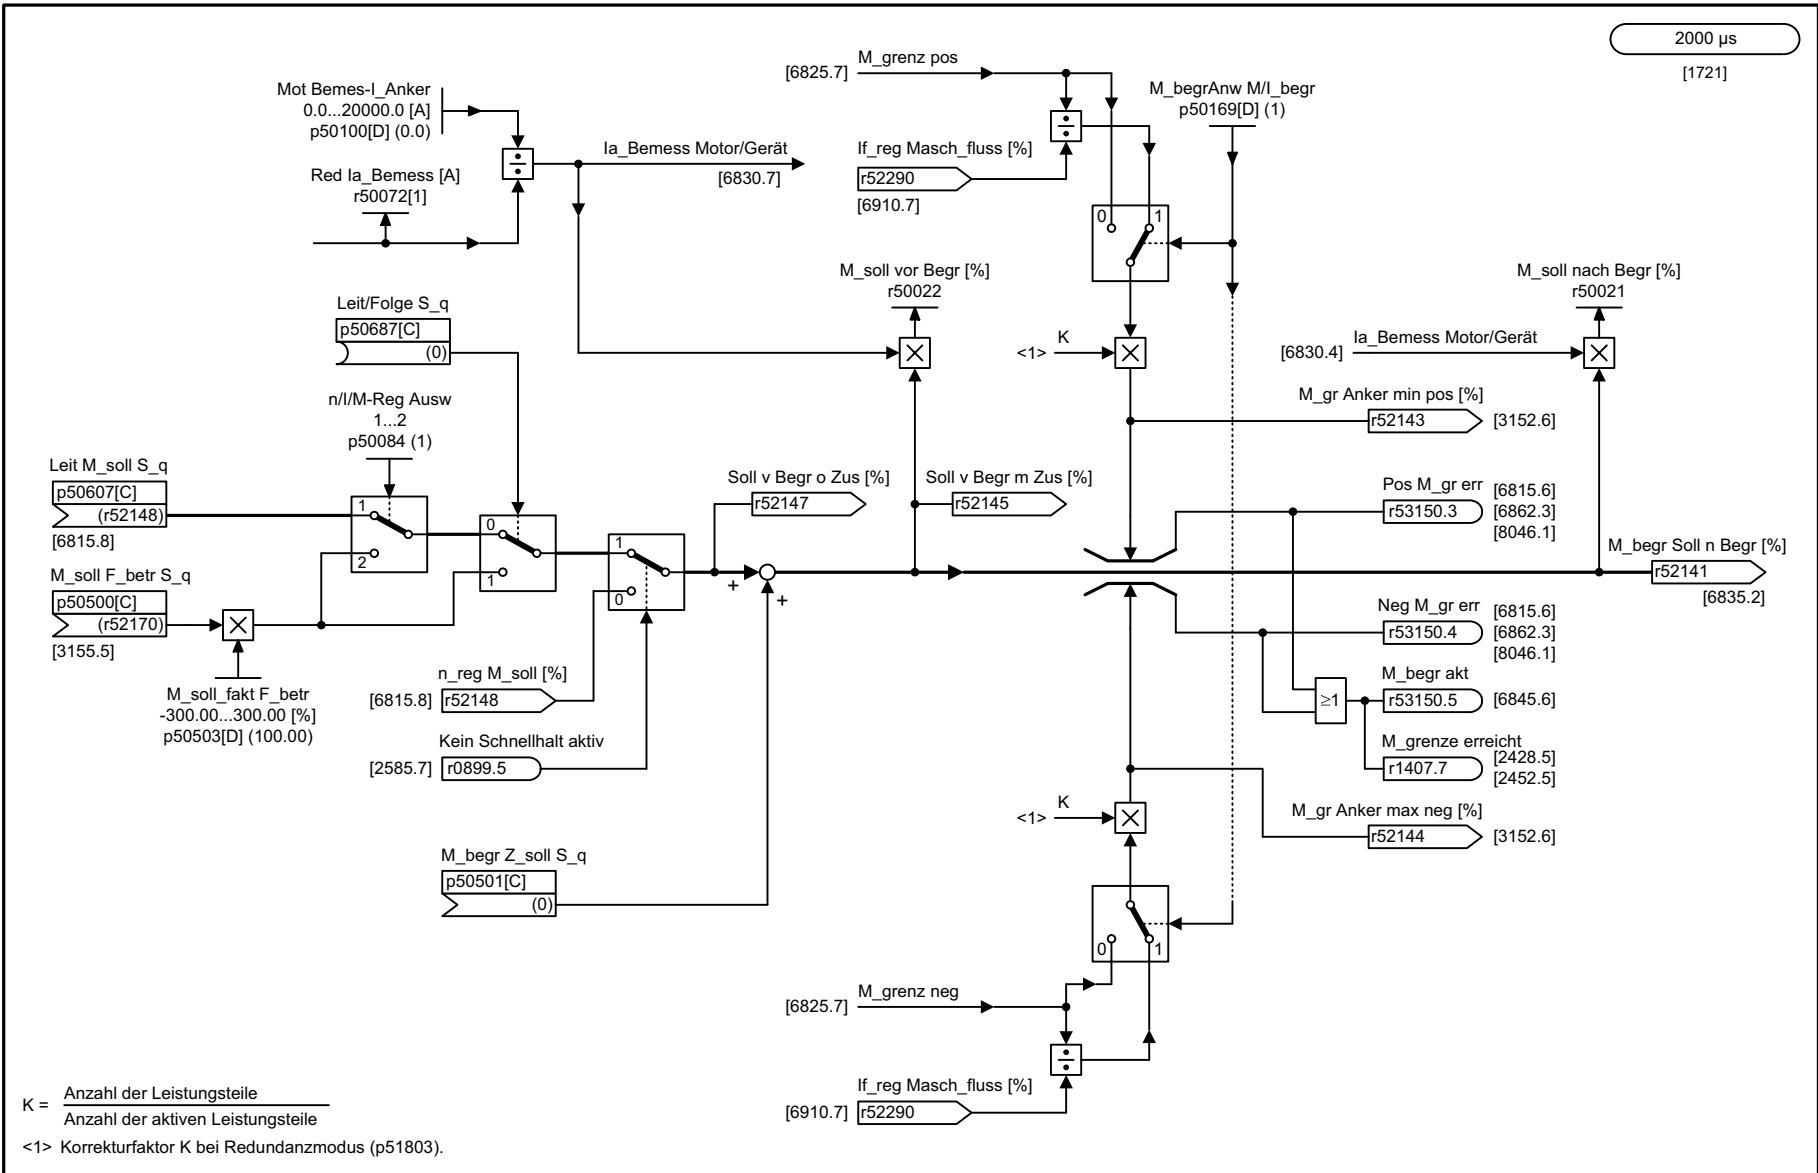 2000 µs
[1721]
M_grenz pos
[6825.7]
Mot Bemes-I_Anker
0.0...20000.0 [A]
p50100[D] (0.0)
M_begrAnw M/I_begr
p50169[D] (1)
÷
÷
Ia_Bemess Motor/Gerät
[6830.7]
If_reg Masch_fluss [%]
r52290
[6910.7]
Red Ia_Bemess [A]
r50072[1]
0 1
M_soll vor Begr [%]
r50022
M_soll nach Begr [%]
r50021
Leit/Folge S_q
p50687[C]
(0)
K
<1>
Ia_Bemess Motor/Gerät
[6830.4]
n/I/M-Reg Ausw
1...2
p50084 (1)
M_gr Anker min pos [%]
r52143
[3152.6]
Leit M_soll S_q
p50607[C]
(r52148)
[6815.8]
1
2
0
1
1
0
Soll v Begr o Zus [%]
r52147
Soll v Begr m Zus [%]
r52145
Pos M_gr err
r53150.3
[6815.6]
[6862.3]
[8046.1]
M_begr Soll n Begr [%]
r52141
[6835.2]
M_soll F_betr S_q
p50500[C]
(r52170)
[3155.5]
+
+
Neg M_gr err
r53150.4
[6815.6]
[6862.3]
[8046.1]
M_soll_fakt F_betr
-300.00...300.00 [%]
p50503[D] (100.00)
n_reg M_soll [%]
[6815.8]
r52148
≥1
M_begr akt
r53150.5
[6845.6]
Kein Schnellhalt aktiv
[2585.7]
r0899.5
M_grenze erreicht
r1407.7
[2428.5]
[2452.5]
K
<1>
M_gr Anker max neg [%]
r52144
[3152.6]
M_begr Z_soll S_q
p50501[C]
(0)
0 1
M_grenz neg
[6825.7]
÷
If_reg Masch_fluss [%]
[6910.7]
r52290
K =
Anzahl der Leistungsteile
Anzahl der aktiven Leistungsteile
<1> Korrekturfaktor K bei Redundanzmodus (p51803).